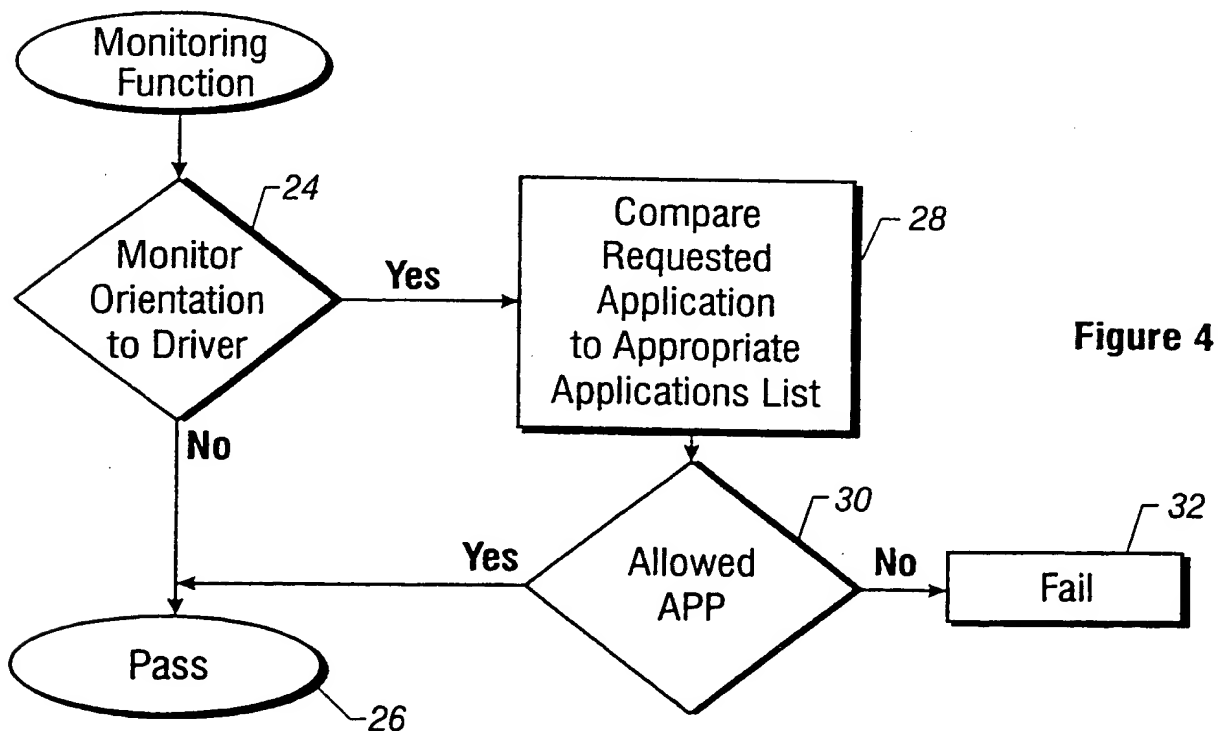 Monitoring
Function
24
Monitor
Orientation
to Driver
Yes
No
Compare
Requested
Application
to Appropriate
Applications List
28
Figure 4
30
Allowed
APP
Yes
No
32
Fail
Pass
26